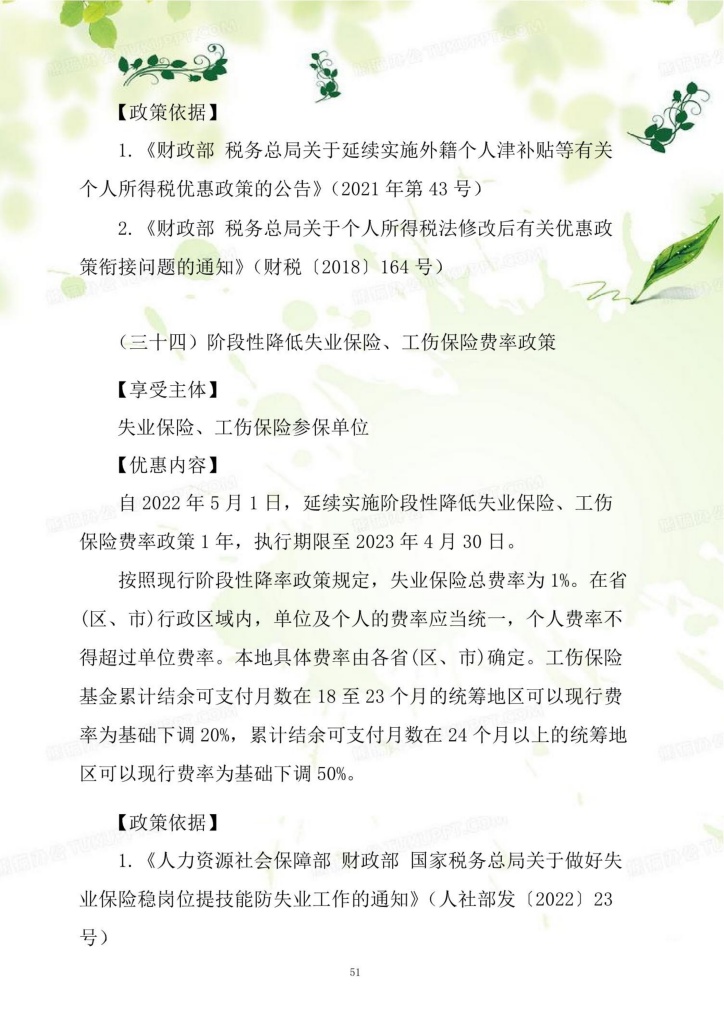 【政策依据】
1.《财政部 税务总局关于延续实施外籍个人津补贴等有关
个人所得税优惠政策的公告》（2021 年第 43 号）
2.《财政部 税务总局关于个人所得税法修改后有关优惠政
策衔接问题的通知》（财税〔2018〕164 号）
（三十四）阶段性降低失业保险、工伤保险费率政策
【享受主体】
失业保险、工伤保险参保单位
【优惠内容】
自 2022 年 5 月 1 日，延续实施阶段性降低失业保险、工伤
保险费率政策 1 年，执行期限至 2023 年 4 月 30 日。
按照现行阶段性降率政策规定，失业保险总费率为 1%。在省
(区、市)行政区域内，单位及个人的费率应当统一，个人费率不
得超过单位费率。本地具体费率由各省(区、市)确定。工伤保险
基金累计结余可支付月数在 18 至 23 个月的统筹地区可以现行费
率为基础下调 20%，累计结余可支付月数在 24 个月以上的统筹地
区可以现行费率为基础下调 50%。
【政策依据】
1.《人力资源社会保障部 财政部 国家税务总局关于做好失
业保险稳岗位提技能防失业工作的通知》（人社部发〔2022〕23
号）
51